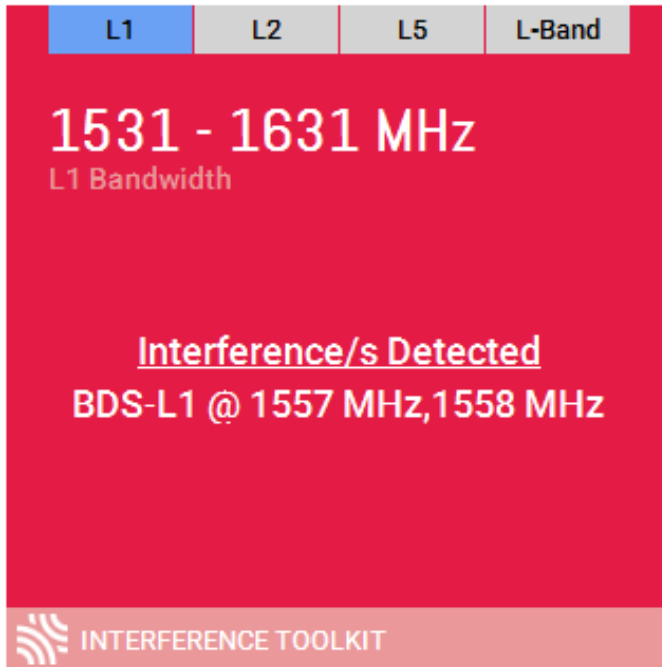 L1 L2 L5 L-Band
1531 - 1631 MHz
L1 Bandwidth
Interference/s Detected
BDS-L1 @ 1557 MHz,1558 MHz
INTERFERENCE TOOLKIT